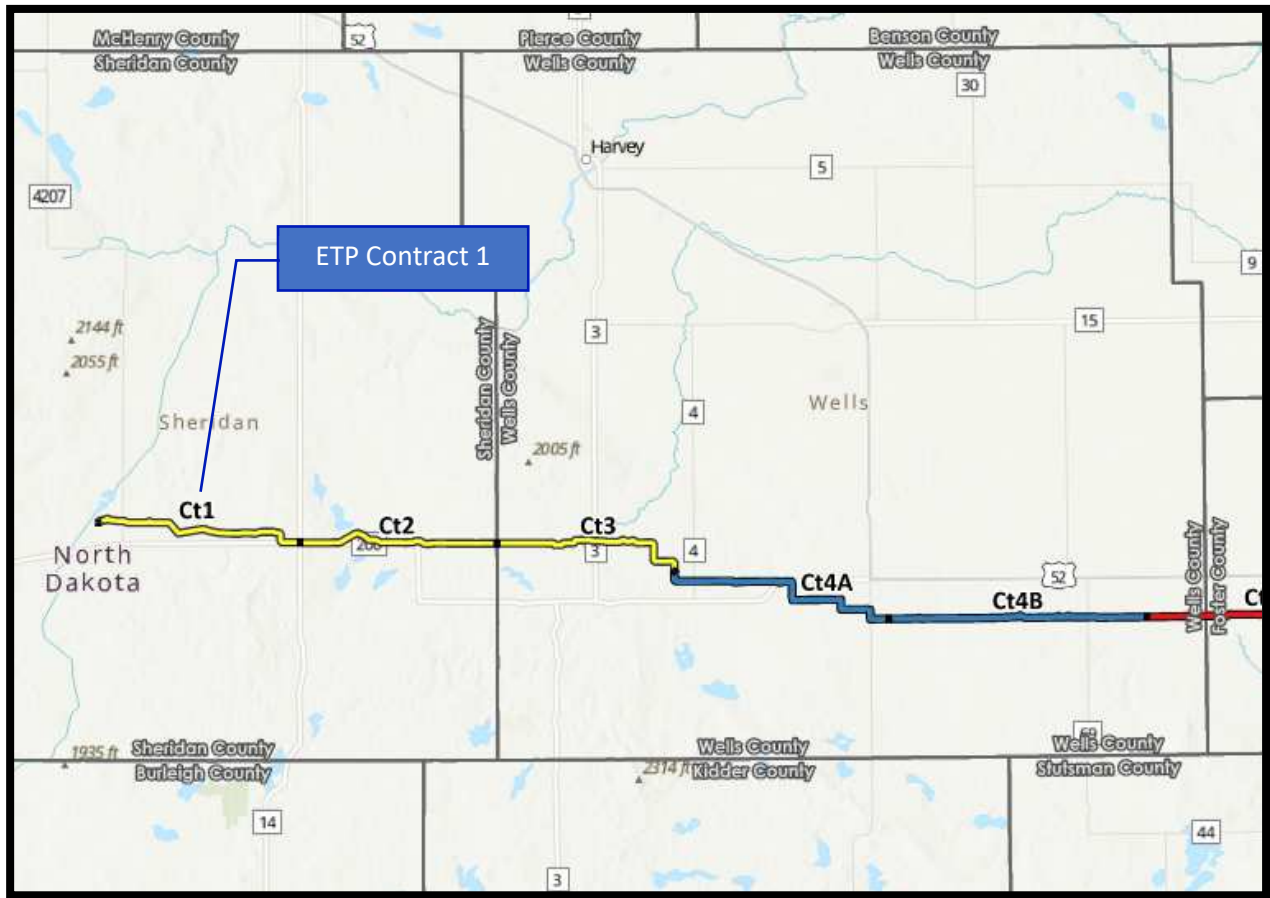 McHenry County
Sheridan County
52
Pierce County
Wells County
Benson County
Wells County
30
Harvey
5
4207
ETP Contract 1
9
2144 ft
2055 ft
3
15
Sheridan County
Wells County
Sheridan
4
Wells
2005 ft
Ct1
Ct2
Ct3
North
Dakota
200
3
4
Ct4A
52
Ct4B
Ct
Wells County
Foster County
1935 ft
Sheridan County
Burleigh County
Wells County
Kidder County
2314 ft
Wells County
Stutsman County
14
44
3